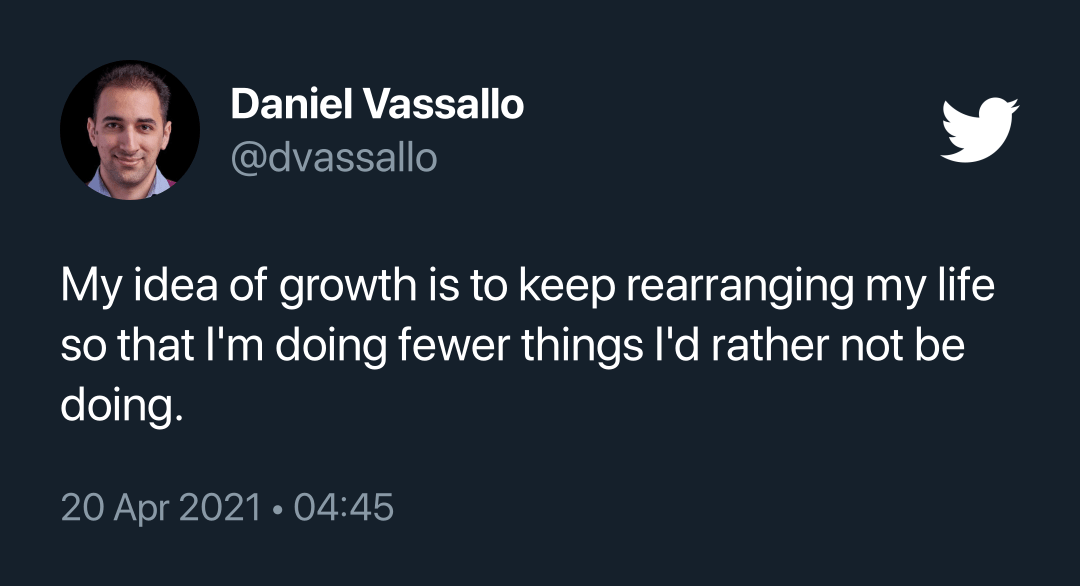 Daniel Vassallo
@dvassallo
My idea of growth is to keep rearranging my life
so that I'm doing fewer things I'd rather not be
doing.
20 Apr 2021 • 04:45